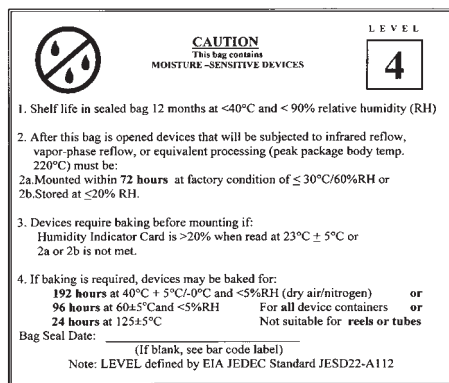 LEVEL
CAUTION
This bag contains
MOISTURE –SENSITIVE DEVICES
4
1. Shelf life in sealed bag 12 months at <40°C and < 90% relative humidity (RH)
2. After this bag is opened devices that will be subjected to infrared reflow,
vapor-phase reflow, or equivalent processing (peak package body temp.
220°C) must be:
2a.Mounted within 72 hours at factory condition of ≤ 30°C/60%RH or
2b.Stored at ≤20% RH.
3. Devices require baking before mounting if:
Humidity Indicator Card is >20% when read at 23°C ± 5°C or
2a or 2b is not met.
4. If baking is required, devices may be baked for:
192 hours at 40°C + 5°C/-0°C and <5%RH (dry air/nitrogen) or
96 hours at 60±5°Cand <5%RH For all device containers or
24 hours at 125±5°C Not suitable for reels or tubes
Bag Seal Date:
(If blank, see bar code label)
Note: LEVEL defined by EIA JEDEC Standard JESD22-A112